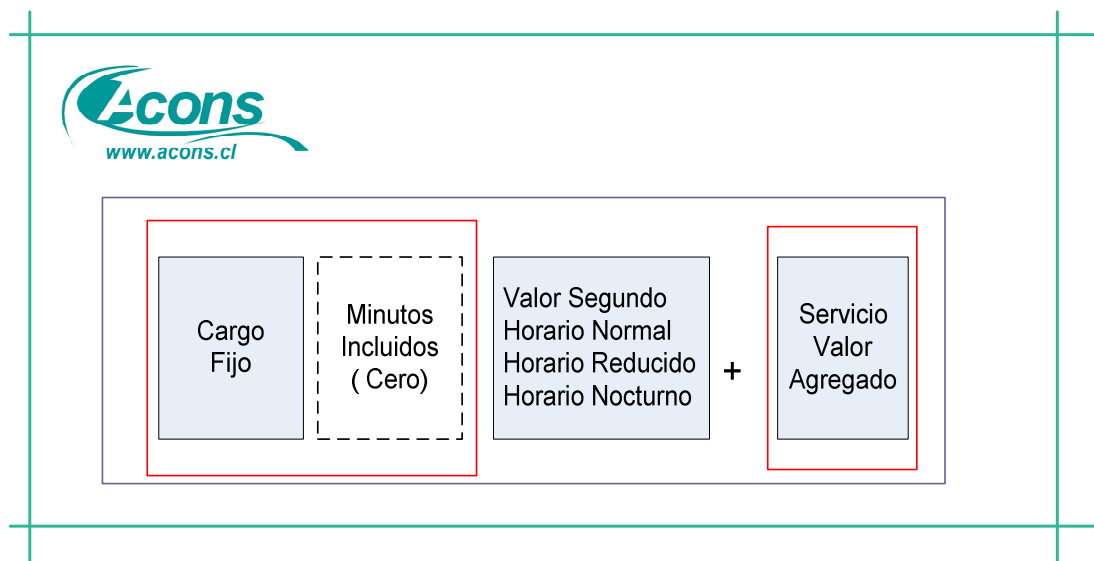 Acons
www.acons.cl
Cargo
Fijo
Minutos
Incluidos
( Cero)
Valor Segundo
Horario Normal
Horario Reducido
Horario Nocturno
+
Servicio
Valor
Agregado